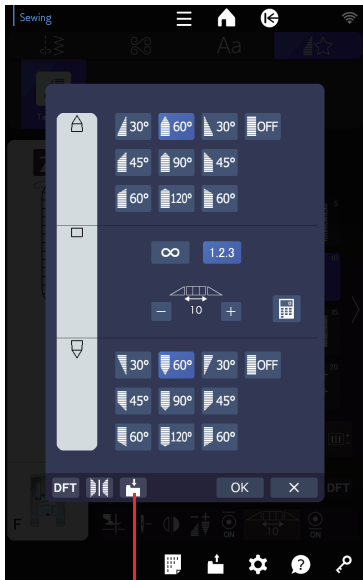 Sewing
Aa
30° 60° 30° OFF
45° 90° 45°
60° 120° 60°
∞ 1.2.3
− 10 +
30° 60° 30° OFF
45° 90° 45°
60° 120° 60°
DFT OK × DFT
F ON 10 ON
?